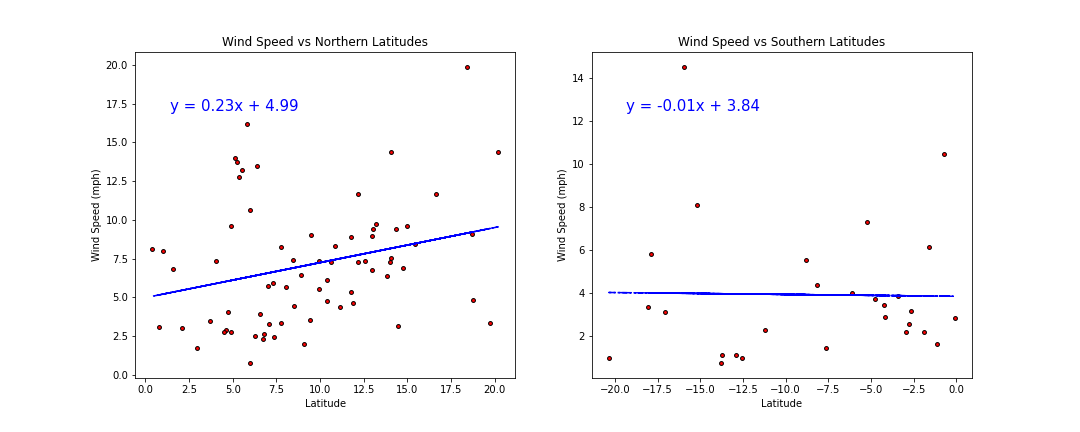 Wind Speed vs Northern Latitudes
y = 0.23x + 4.99
Wind Speed (mph)
20.0
17.5
15.0
12.5
10.0
7.5
5.0
2.5
0.0
0.0 2.5 5.0 7.5 10.0 12.5 15.0 17.5 20.0
Latitude
Wind Speed vs Southern Latitudes
y = -0.01x + 3.84
Wind Speed (mph)
14
12
10
8
6
4
2
−20.0 −17.5 −15.0 −12.5 −10.0 −7.5 −5.0 −2.5 0.0
Latitude